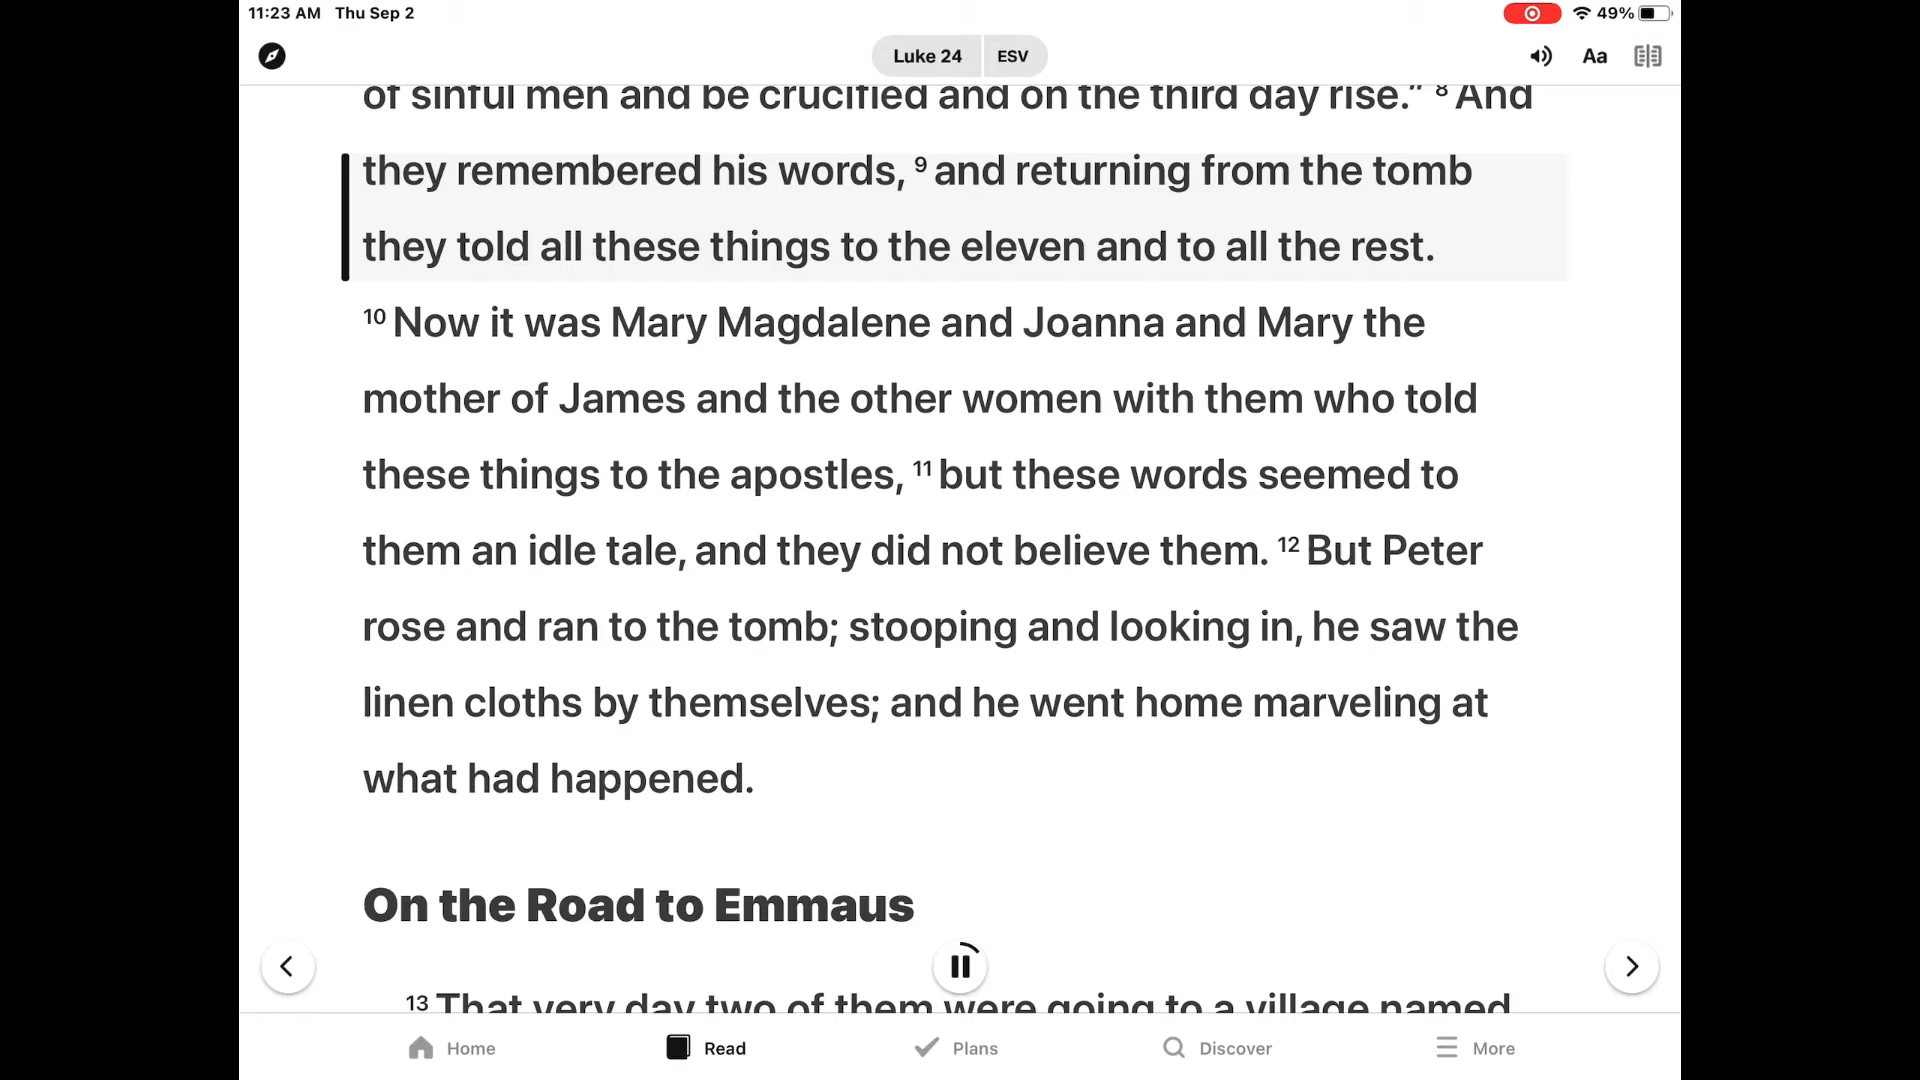 11:23 AM Thu Sep 2
49%
Luke 24 ESV
Aa
of sinful men and be crucified and on the third day rise.” 8 And
they remembered his words, 9 and returning from the tomb
they told all these things to the eleven and to all the rest.
10 Now it was Mary Magdalene and Joanna and Mary the
mother of James and the other women with them who told
these things to the apostles, 11 but these words seemed to
them an idle tale, and they did not believe them. 12 But Peter
rose and ran to the tomb; stooping and looking in, he saw the
linen cloths by themselves; and he went home marveling at
what had happened.
On the Road to Emmaus
13 That very day two of them were going to a village named
Home Read Plans Discover More